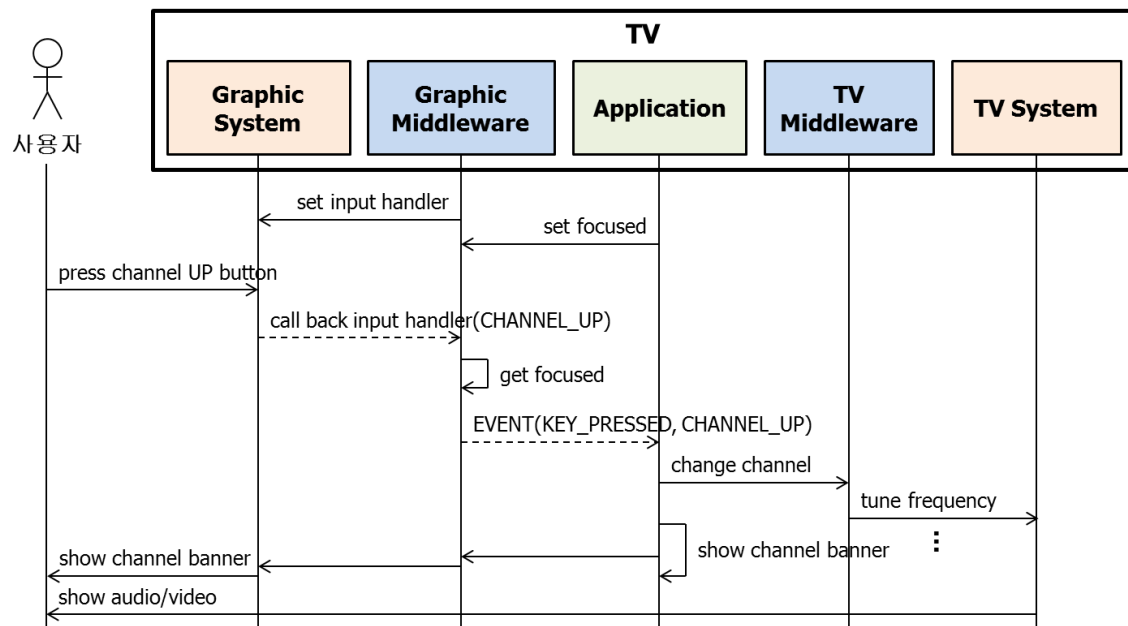 TV
Graphic
System
Graphic
Middleware
Application
TV
Middleware
TV System
사용자
set input handler
set focused
press channel UP button
call back input handler(CHANNEL_UP)
get focused
EVENT(KEY_PRESSED, CHANNEL_UP)
change channel
tune frequency
show channel banner
show channel banner
show audio/video